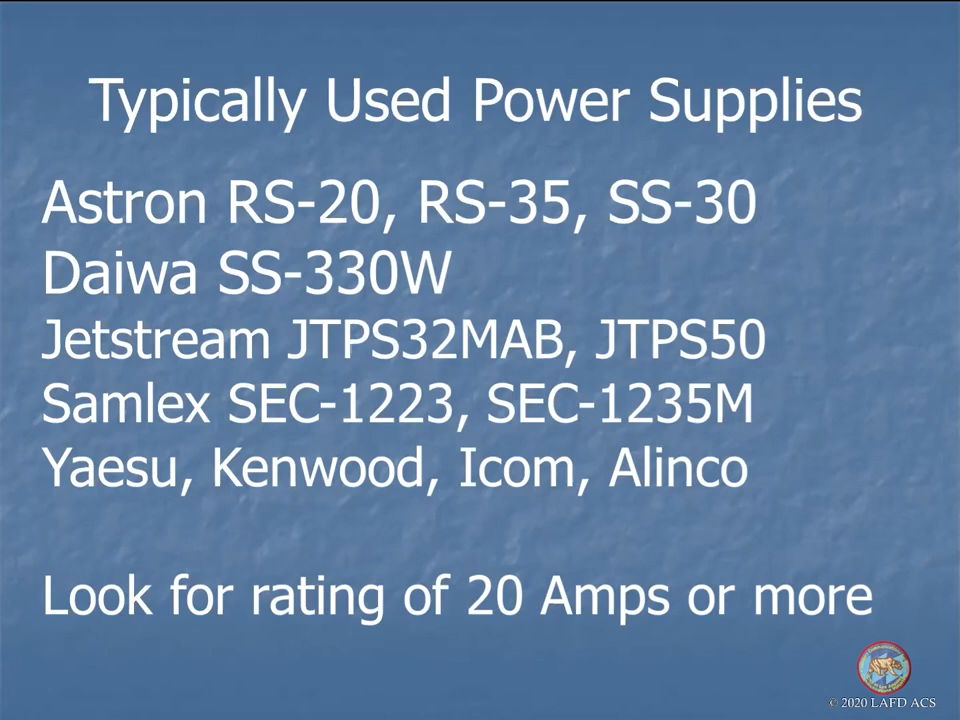 Typically Used Power Supplies
Astron RS-20, RS-35, SS-30
Daiwa SS-330W
Jetstream JTPS32MAB, JTPS50
Samlex SEC-1223, SEC-1235M
Yaesu, Kenwood, Icom, Alinco
Look for rating of 20 Amps or more
© 2020 LAFD ACS